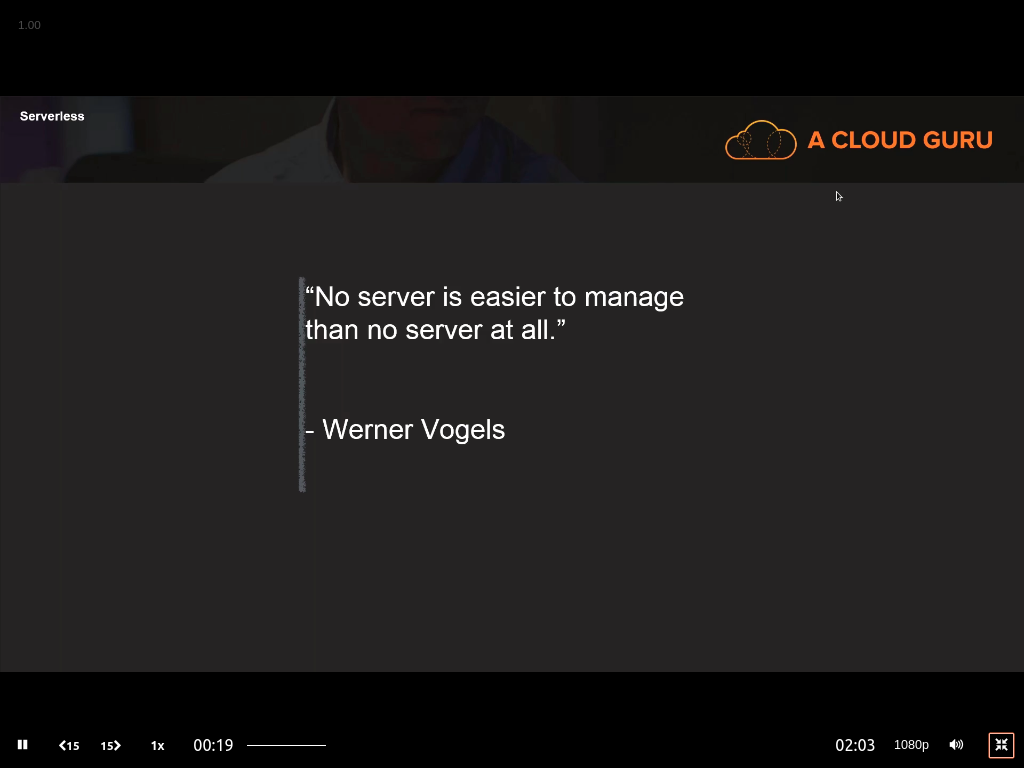 1.00
Serverless
A CLOUD GURU
“No server is easier to manage
than no server at all.”
- Werner Vogels
15 15 1x 00:19 02:03 1080p